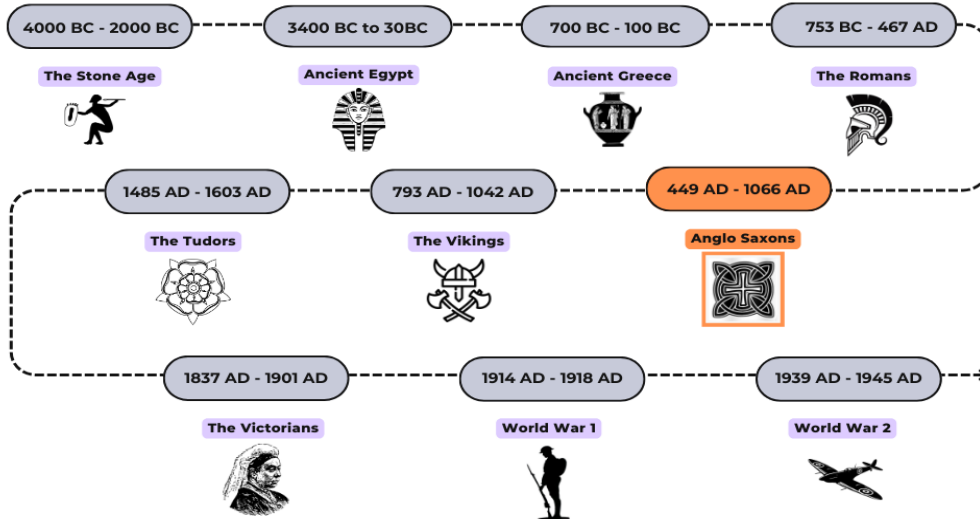 4000 BC - 2000 BC
The Stone Age
3400 BC to 30BC
Ancient Egypt
700 BC - 100 BC
Ancient Greece
753 BC - 467 AD
The Romans
449 AD - 1066 AD
Anglo Saxons
793 AD - 1042 AD
The Vikings
1485 AD - 1603 AD
The Tudors
1837 AD - 1901 AD
The Victorians
1914 AD - 1918 AD
World War 1
1939 AD - 1945 AD
World War 2